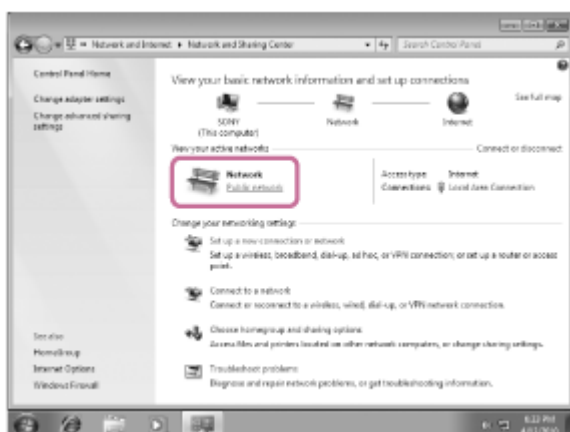 Network and Internet ▸ Network and Sharing Center
Search Control Panel
Control Panel Home
Change adapter settings
Change advanced sharing
settings
View your basic network information and set up connections
See full map
SONY
(This computer)
Network
Internet
View your active networks
Connect or disconnect
Network
Public network
Access type:
Internet
Connections:
Local Area Connection
Change your networking settings
Set up a new connection or network
Set up a wireless, broadband, dial-up, ad hoc, or VPN connection; or set up a router or access
point.
Connect to a network
Connect or reconnect to a wireless, wired, dial-up, or VPN network connection.
Choose homegroup and sharing options
Access files and printers located on other network computers, or change sharing settings.
Troubleshoot problems
Diagnose and repair network problems, or get troubleshooting information.
See also
HomeGroup
Internet Options
Windows Firewall
6:23 PM